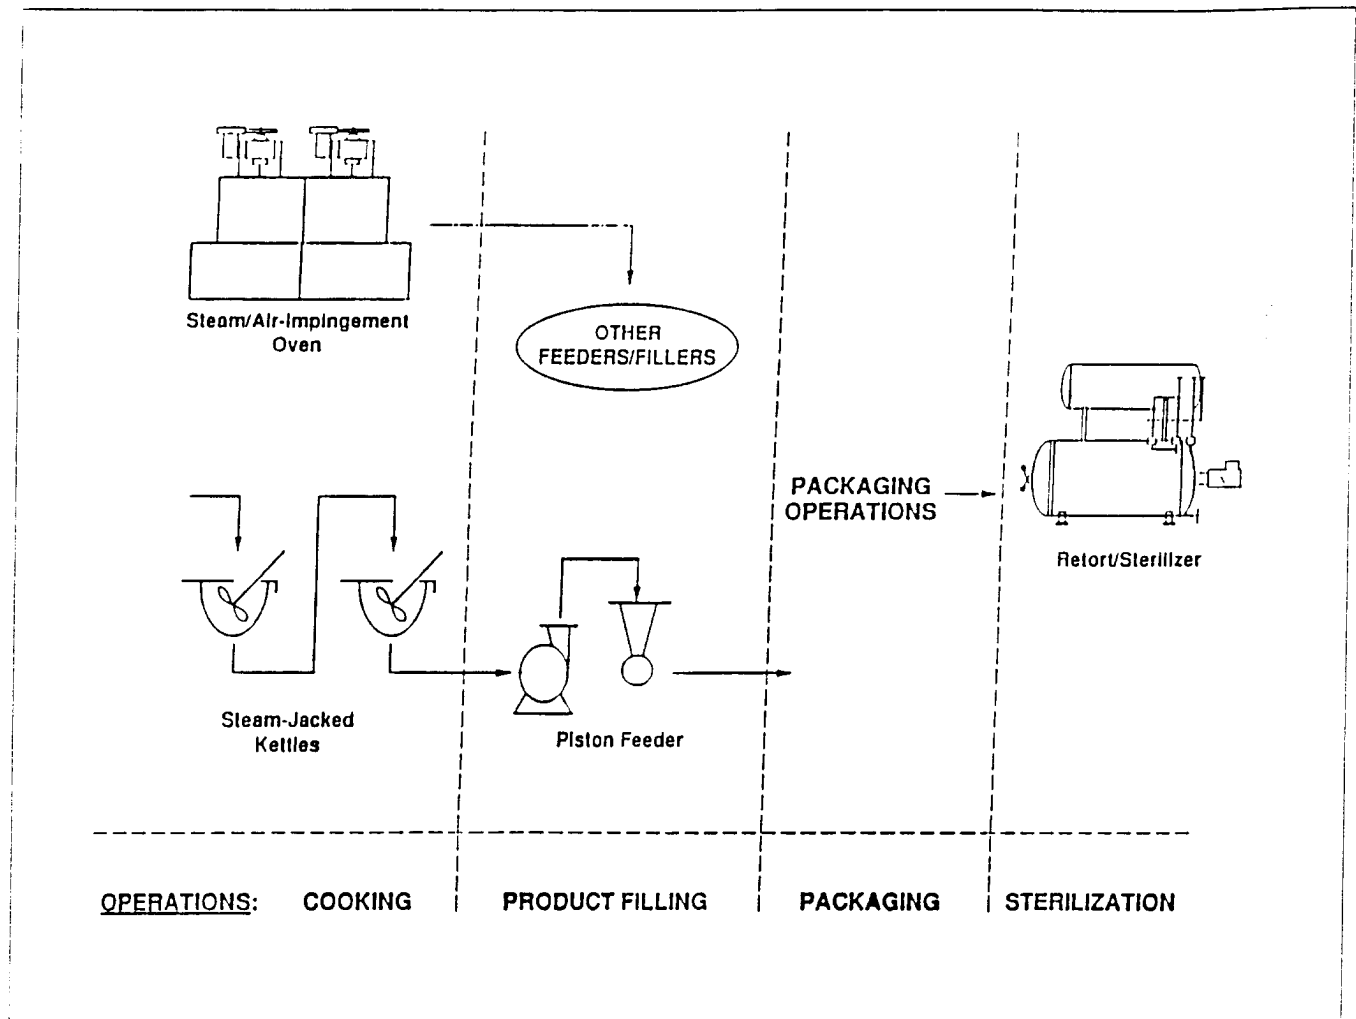 Steam/Air-Impingement
Oven
OTHER
FEEDERS/FILLERS
PACKAGING
OPERATIONS
Retort/Sterilizer
Steam-Jacked
Kettles
Piston Feeder
OPERATIONS: COOKING PRODUCT FILLING PACKAGING STERILIZATION